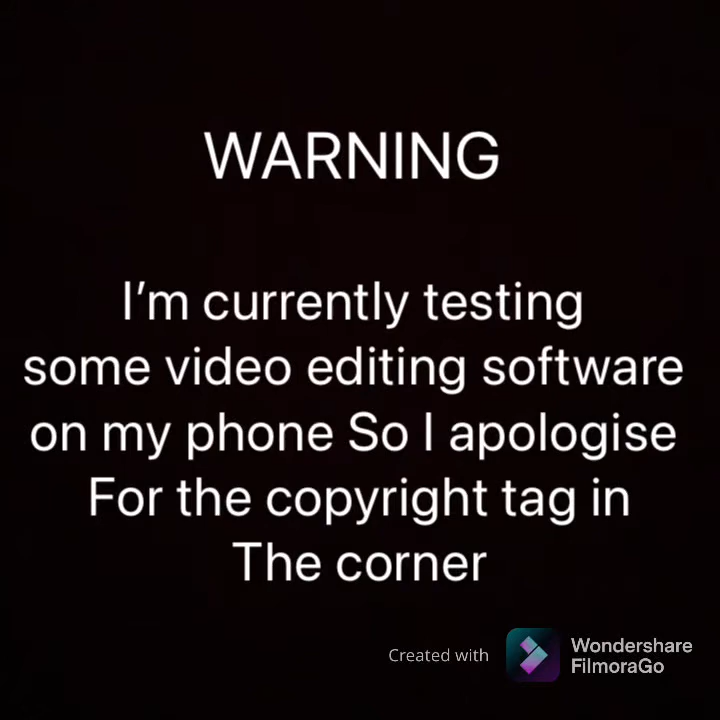 WARNING
I'm currently testing
some video editing software
on my phone So I apologise
For the copyright tag in
The corner
Created with
Wondershare
FilmoraGo